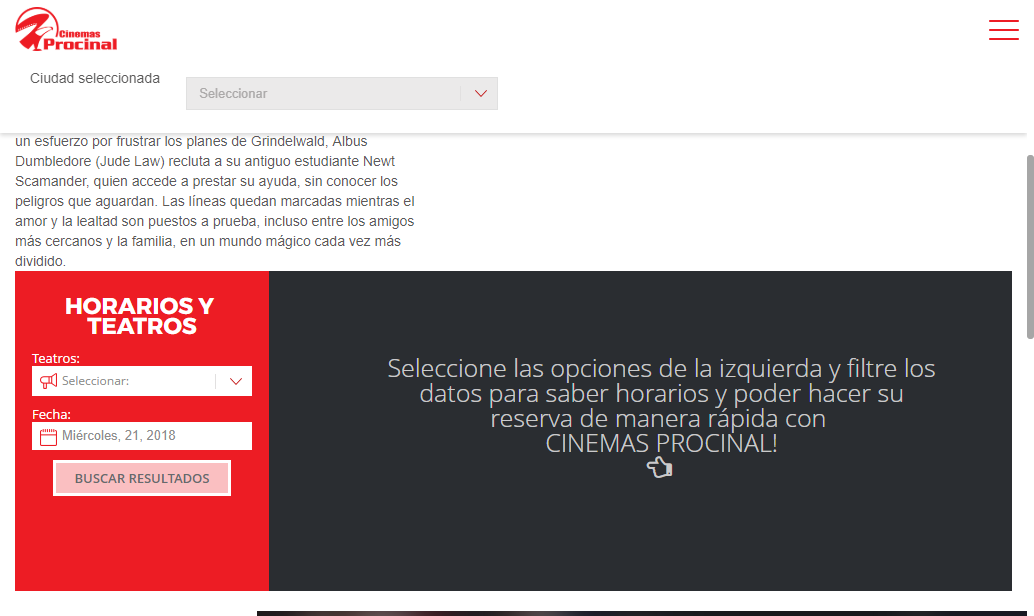 Cinemas
Procinal
Ciudad seleccionada
Seleccionar
un esfuerzo por frustrar los planes de Grindelwald, Albus
Dumbledore (Jude Law) recluta a su antiguo estudiante Newt
Scamander, quien accede a prestar su ayuda, sin conocer los
peligros que aguardan. Las líneas quedan marcadas mientras el
amor y la lealtad son puestos a prueba, incluso entre los amigos
más cercanos y la familia, en un mundo mágico cada vez más
dividido.
HORARIOS Y
TEATROS
Teatros:
Seleccionar:
Fecha:
Miércoles, 21, 2018
BUSCAR RESULTADOS
Seleccione las opciones de la izquierda y filtre los
datos para saber horarios y poder hacer su
reserva de manera rápida con
CINEMAS PROCINAL!